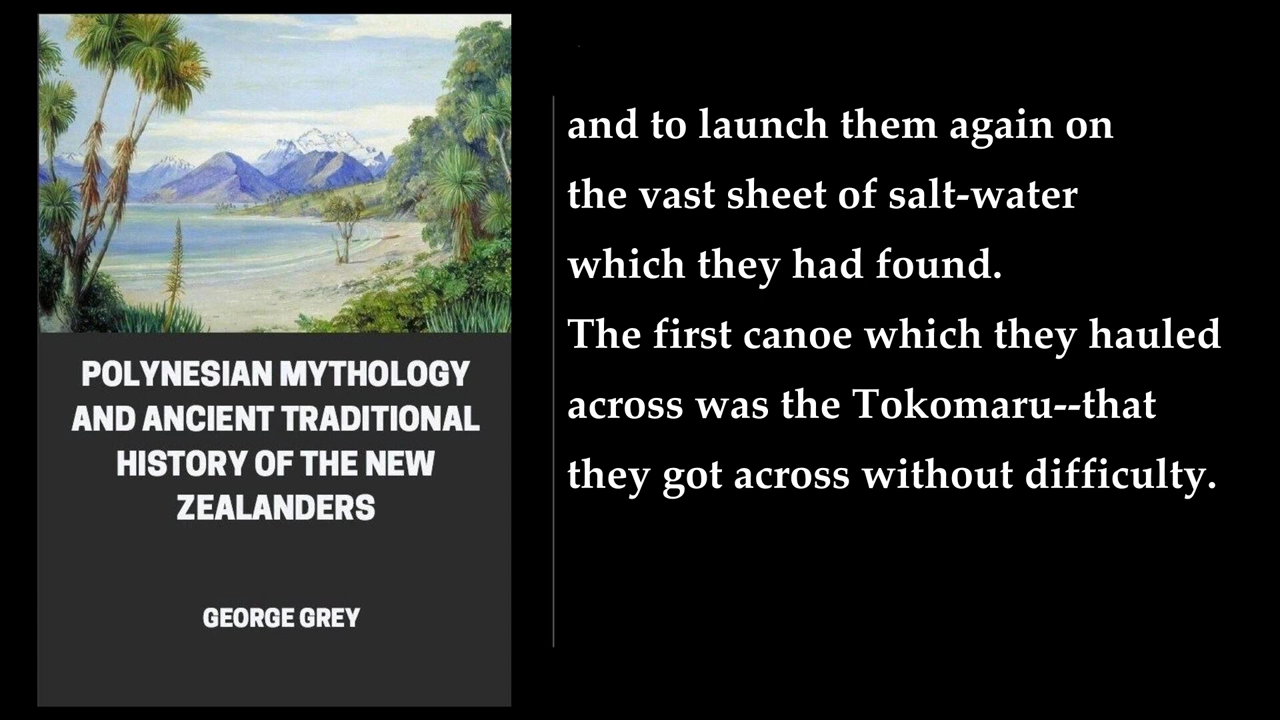 POLYNESIAN MYTHOLOGY
AND ANCIENT TRADITIONAL
HISTORY OF THE NEW
ZEALANDERS
GEORGE GREY
and to launch them again on
the vast sheet of salt-water
which they had found.
The first canoe which they hauled
across was the Tokomaru--that
they got across without difficulty.